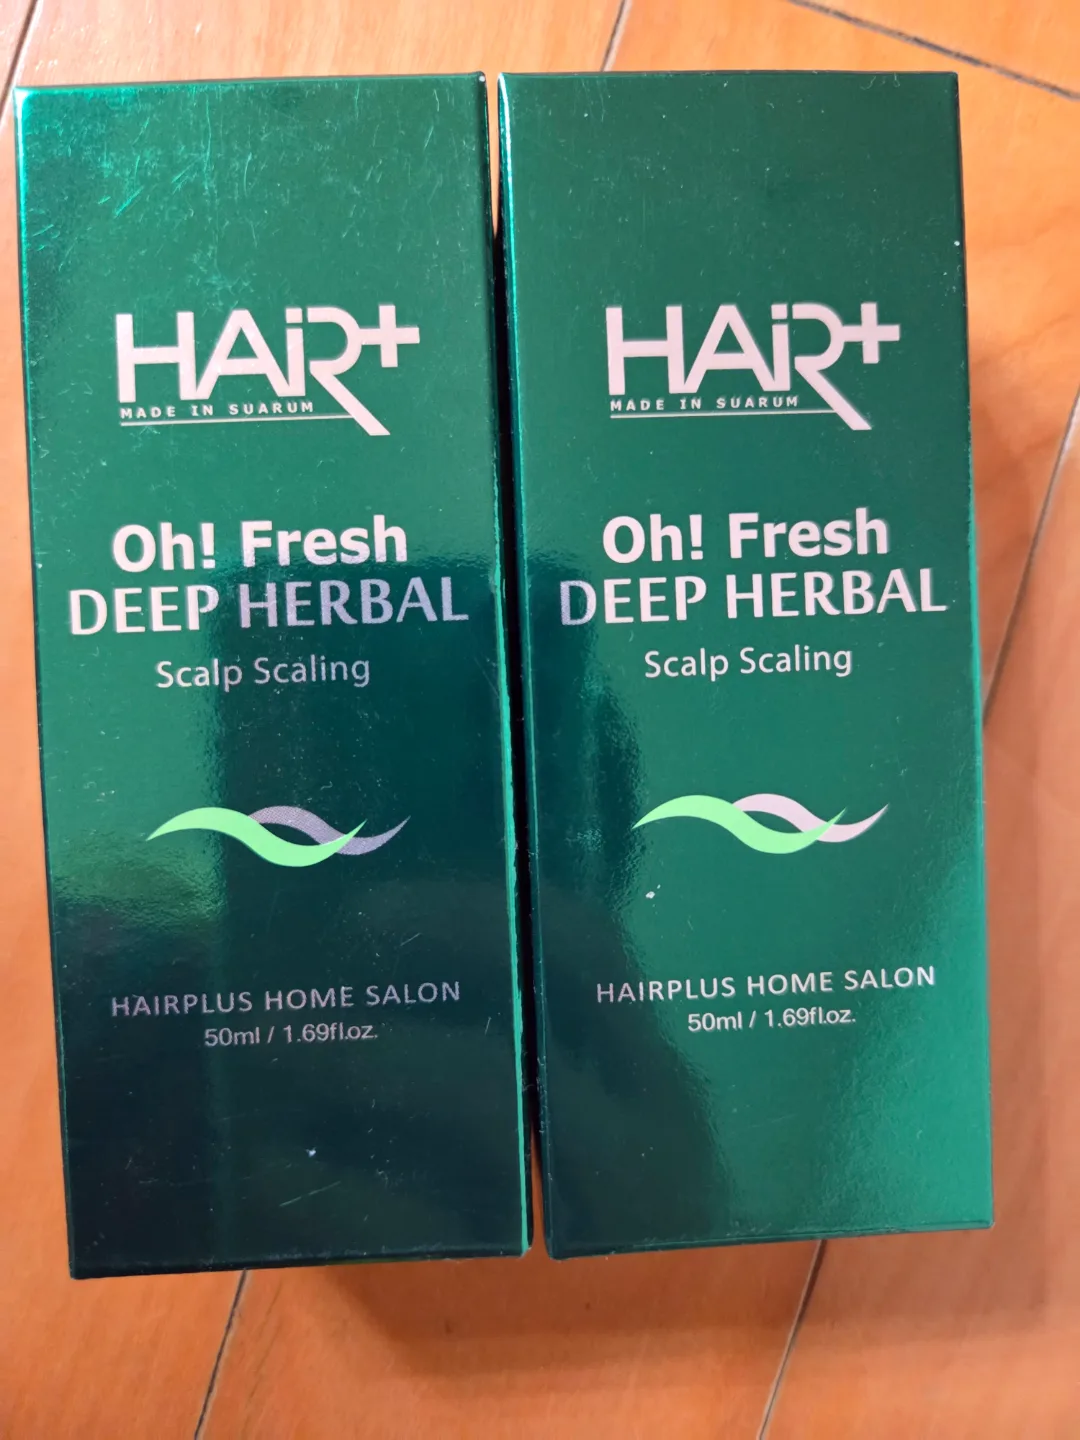 HAIR+
MADE IN SUARUM
Oh! Fresh
DEEP HERBAL
Scalp Scaling
HAIRPLUS HOME SALON
50ml / 1.69fl.oz.
HAIR+
MADE IN SUARUM
Oh! Fresh
DEEP HERBAL
Scalp Scaling
HAIRPLUS HOME SALON
50ml / 1.69fl.oz.